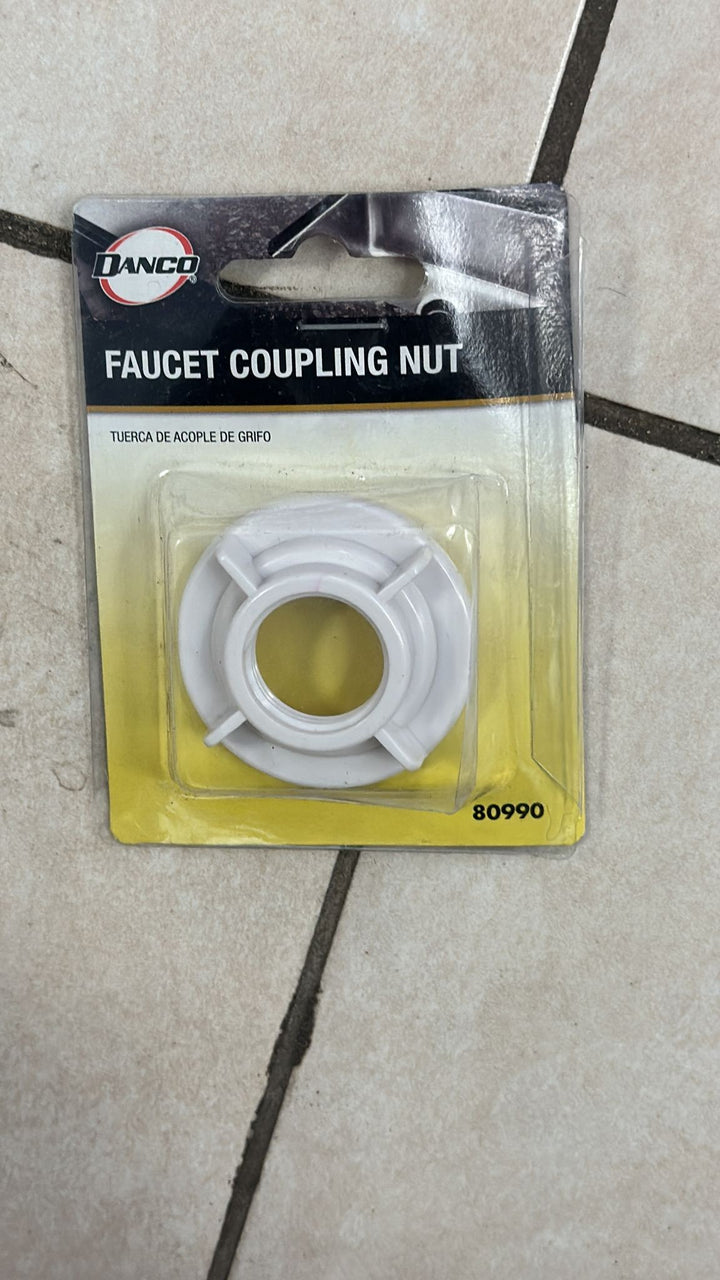 DANCO®
FAUCET COUPLING NUT
TUERCA DE ACOPLE DE GRIFO
80990